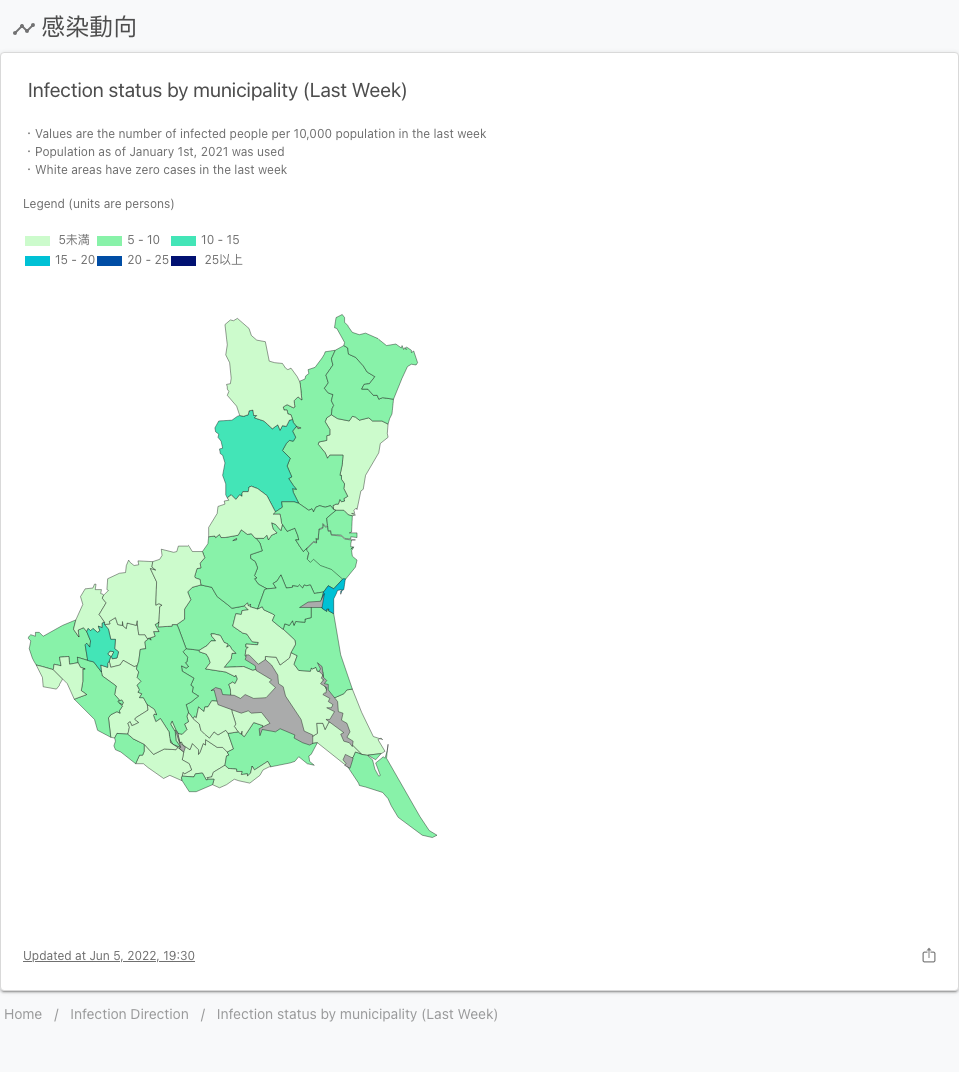 感染動向
Infection status by municipality (Last Week)
・Values are the number of infected people per 10,000 population in the last week
・Population as of January 1st, 2021 was used
・White areas have zero cases in the last week
Legend (units are persons)
5未満 5 - 10 10 - 15
15 - 20 20 - 25 25以上
Updated at Jun 5, 2022, 19:30
Home / Infection Direction / Infection status by municipality (Last Week)